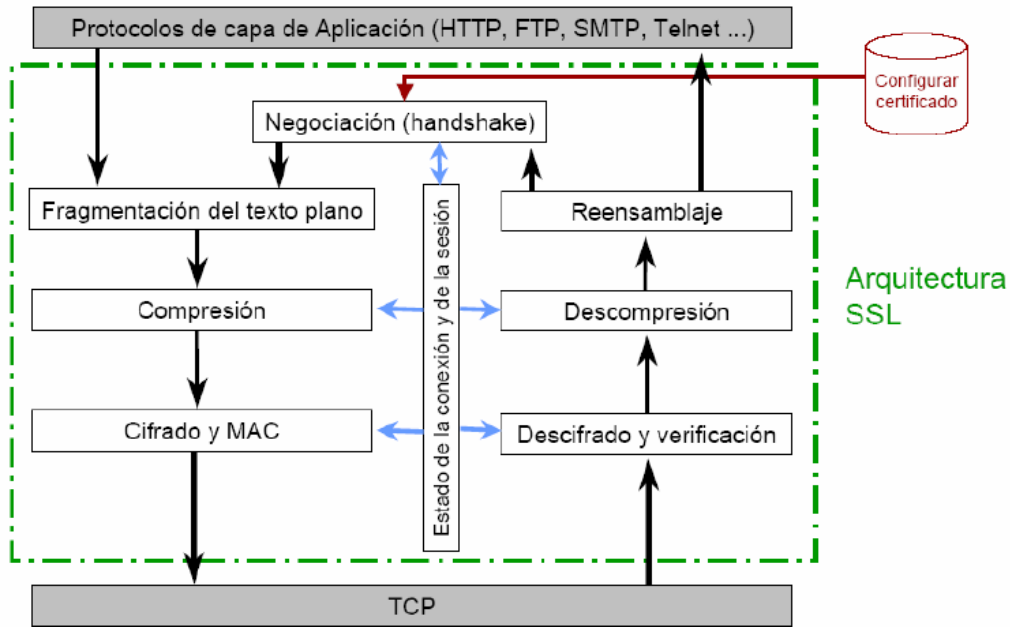 Protocolos de capa de Aplicación (HTTP, FTP, SMTP, Telnet ...)
Configurar
certificado
Negociación (handshake)
Fragmentación del texto plano
Reensamblaje
Estado de la conexión y de la sesión
Arquitectura
SSL
Compresión
Descompresión
Cifrado y MAC
Descifrado y verificación
TCP